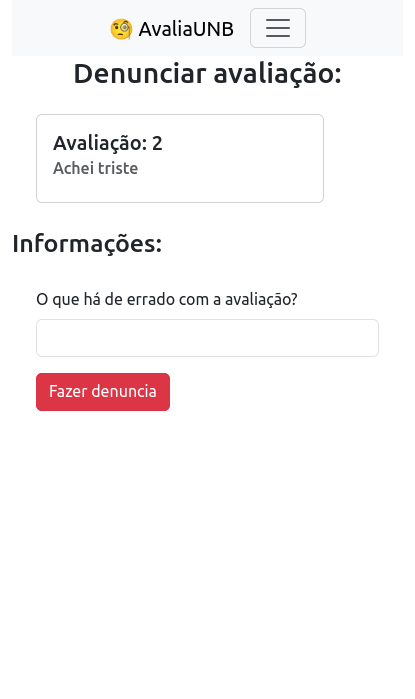 🧐 AvaliaUNB
Denunciar avaliação:
Avaliação: 2
Achei triste
Informações:
O que há de errado com a avaliação?
Fazer denuncia